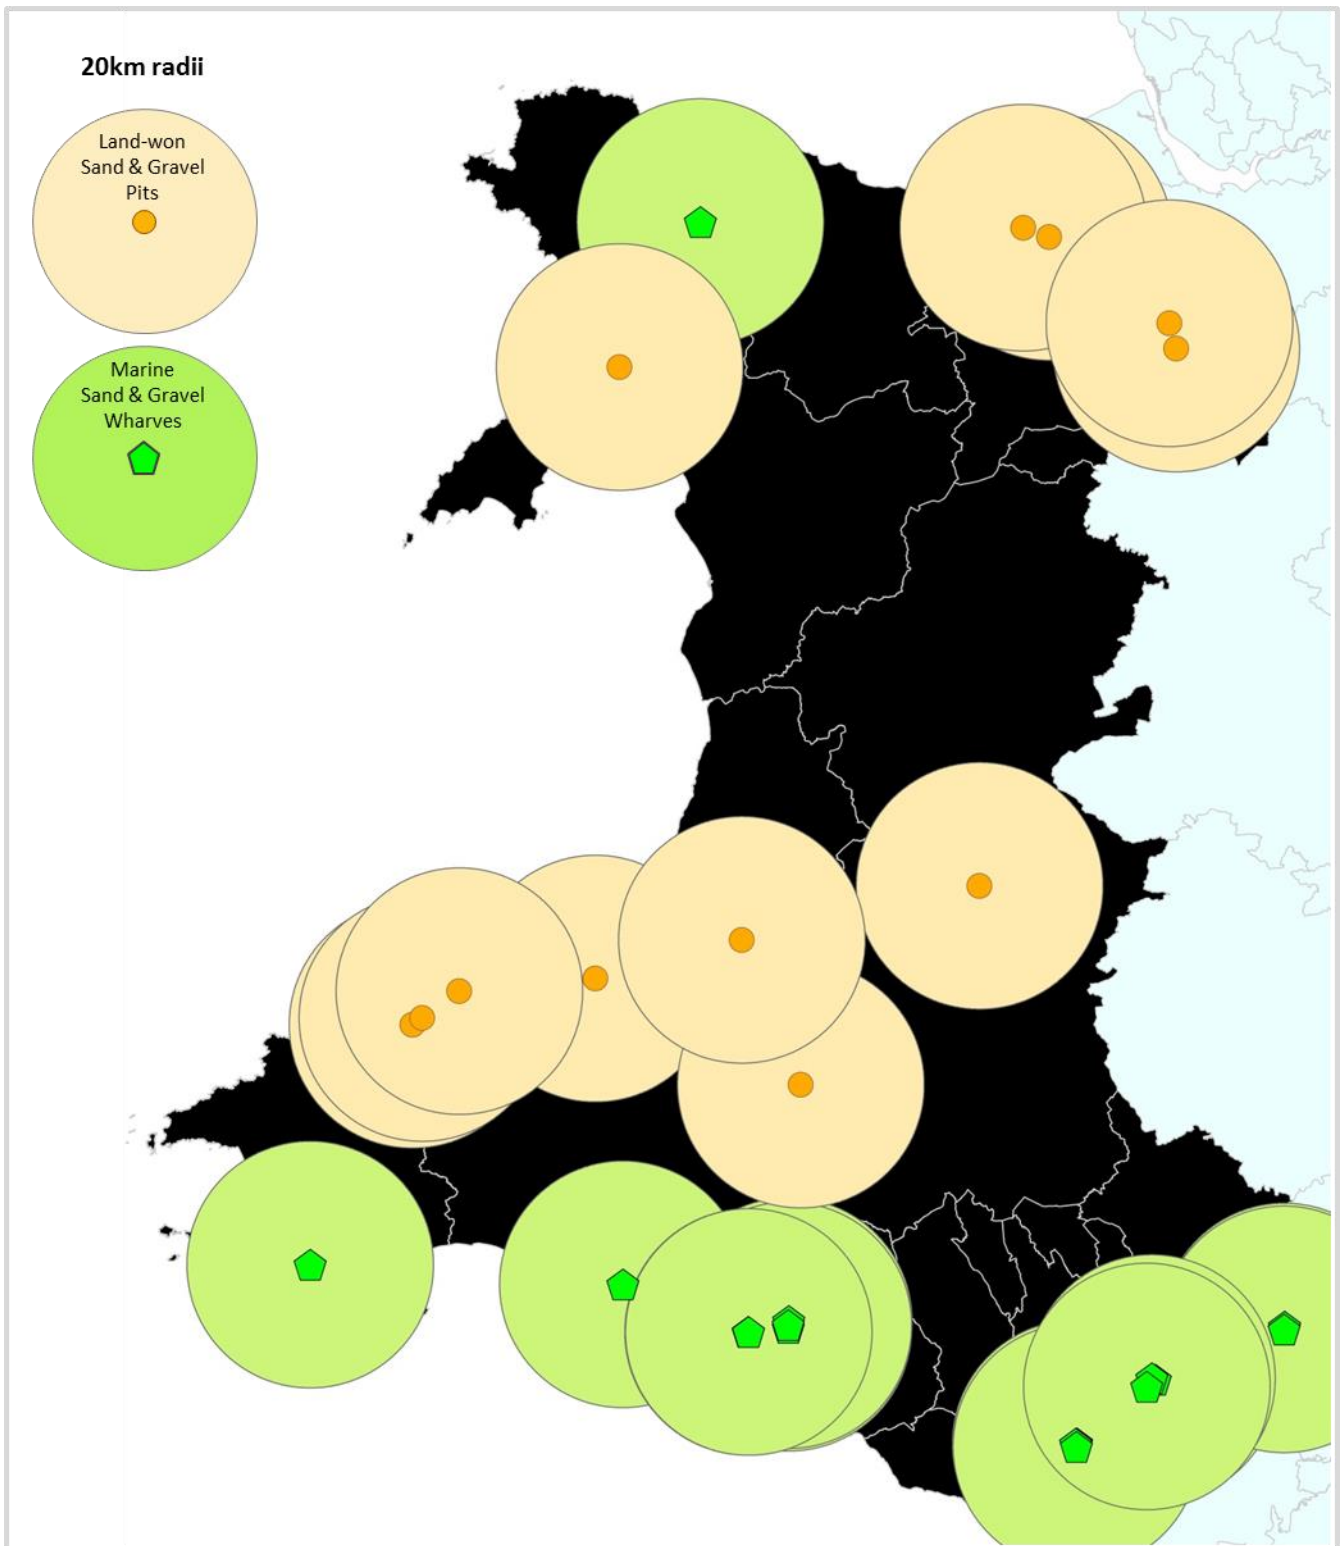 20km radii
Land-won
Sand & Gravel
Pits
Marine
Sand & Gravel
Wharves